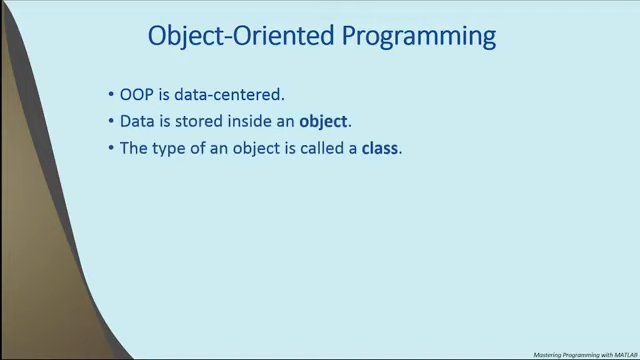 Object-Oriented Programming
• OOP is data-centered.
• Data is stored inside an object.
• The type of an object is called a class.
Mastering Programming with MATLAB